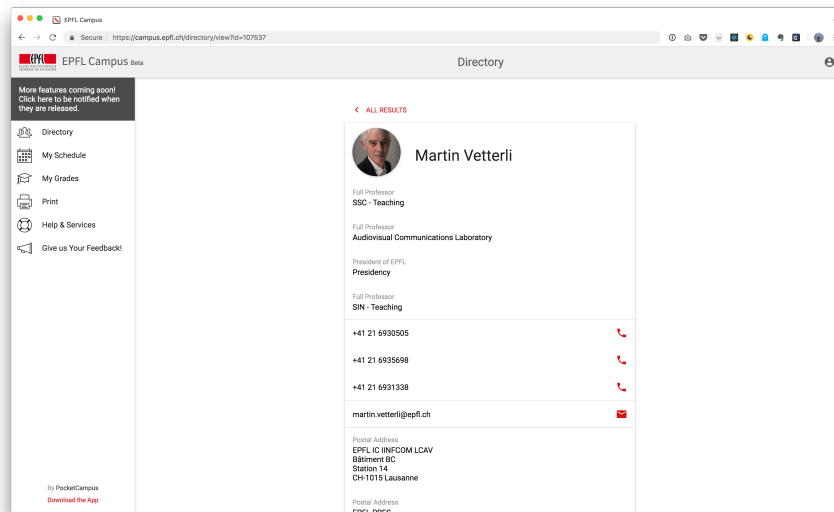 EPFL Campus
Secure | https://campus.epfl.ch/directory/view?id=107537
EPFL
EPFL Campus Beta
Directory
More features coming soon!
Click here to be notified when
they are released.
Directory
My Schedule
My Grades
Print
Help & Services
Give us Your Feedback!
By PocketCampus
Download the App
ALL RESULTS
Martin Vetterli
Full Professor
SSC - Teaching
Full Professor
Audiovisual Communications Laboratory
President of EPFL
Presidency
Full Professor
SIN - Teaching
+41 21 6930505
+41 21 6935698
+41 21 6931338
martin.vetterli@epfl.ch
Postal Address
EPFL IC IINFCOM LCAV
Bâtiment BC
Station 14
CH-1015 Lausanne
Postal Address
EPFL PRES